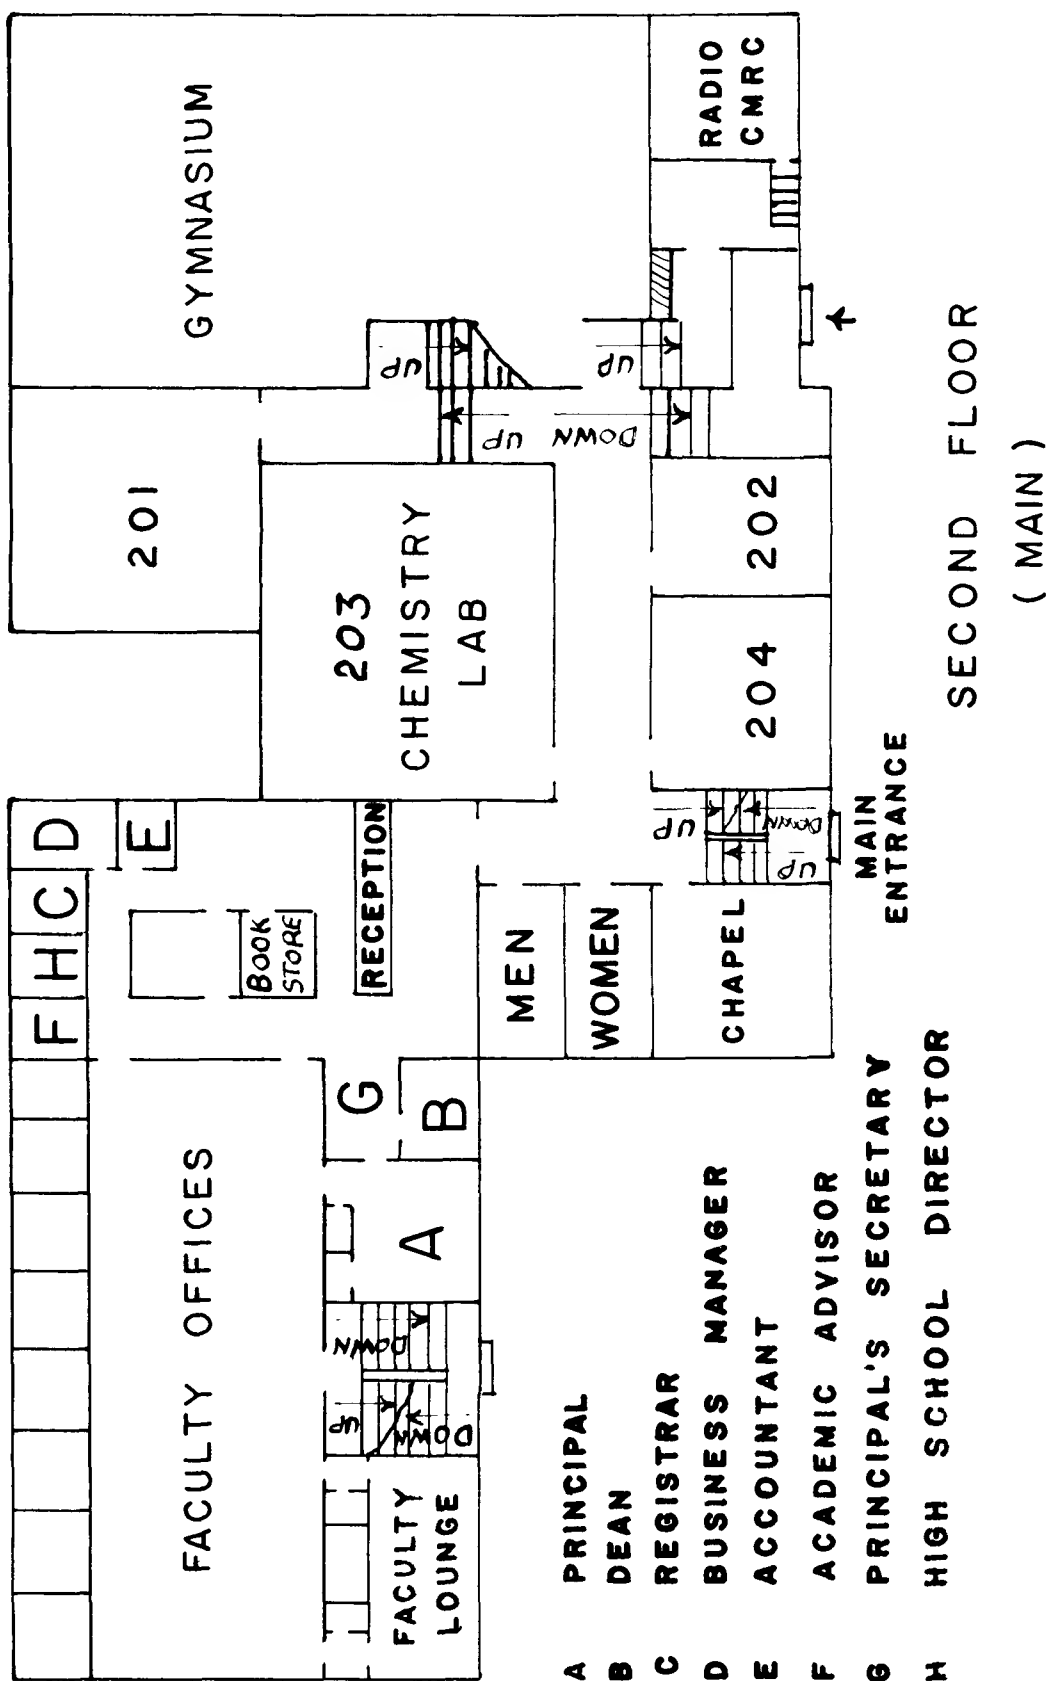 FACULTY OFFICES
F
H
C
D
E
201
GYMNASIUM
BOOK
STORE
RECEPTION
203
CHEMISTRY
LAB
FACULTY
LOUNGE
UP
DOWN
DOWN
A
G
B
MEN
WOMEN
CHAPEL
UP
DOWN
UP
204
202
UP
DOWN
UP
UP
RADIO
CMRC
MAIN
ENTRANCE
A PRINCIPAL
B DEAN
C REGISTRAR
D BUSINESS MANAGER
E ACCOUNTANT
F ACADEMIC ADVISOR
G PRINCIPAL'S SECRETARY
H HIGH SCHOOL DIRECTOR
SECOND FLOOR
( MAIN )